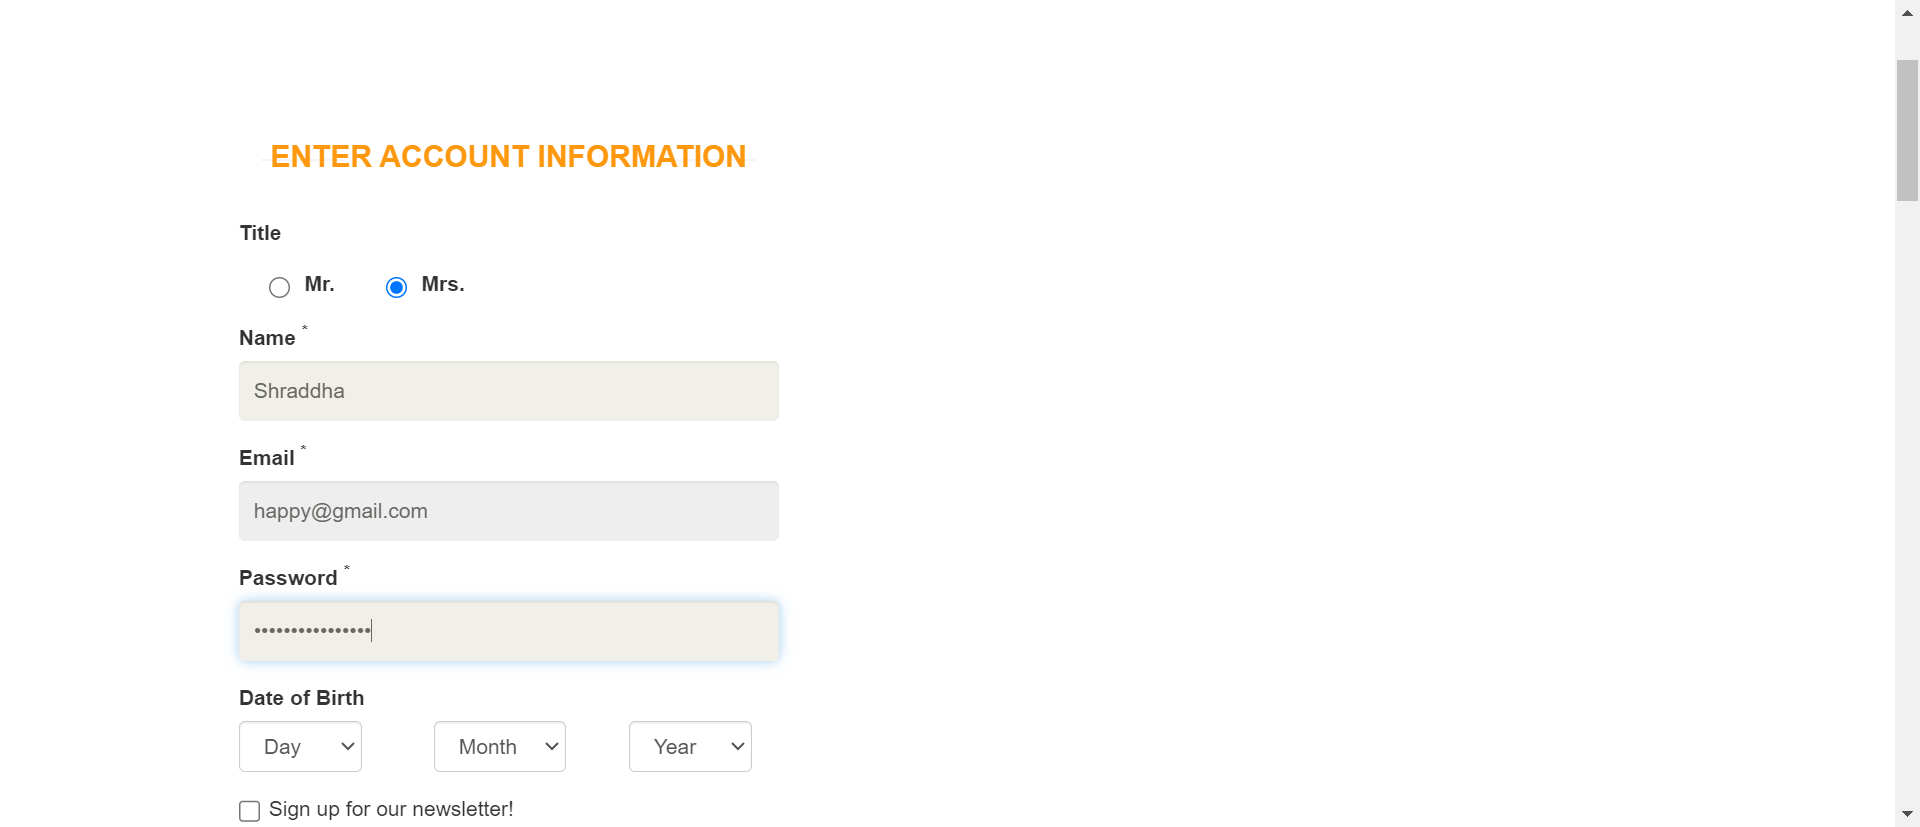 ENTER ACCOUNT INFORMATION
Title
Mr. Mrs.
Name *
Shraddha
Email *
happy@gmail.com
Password *
••••••••••••••••
Date of Birth
Day Month Year
Sign up for our newsletter!